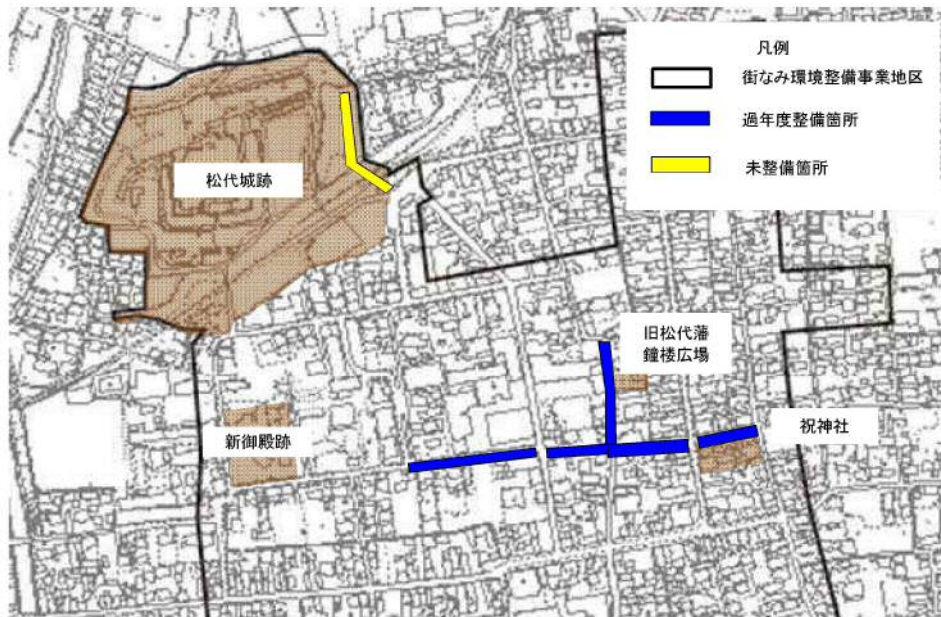 凡例
街なみ環境整備事業地区
過年度整備箇所
未整備箇所
松代城跡
旧松代藩
鐘楼広場
新御殿跡
祝神社